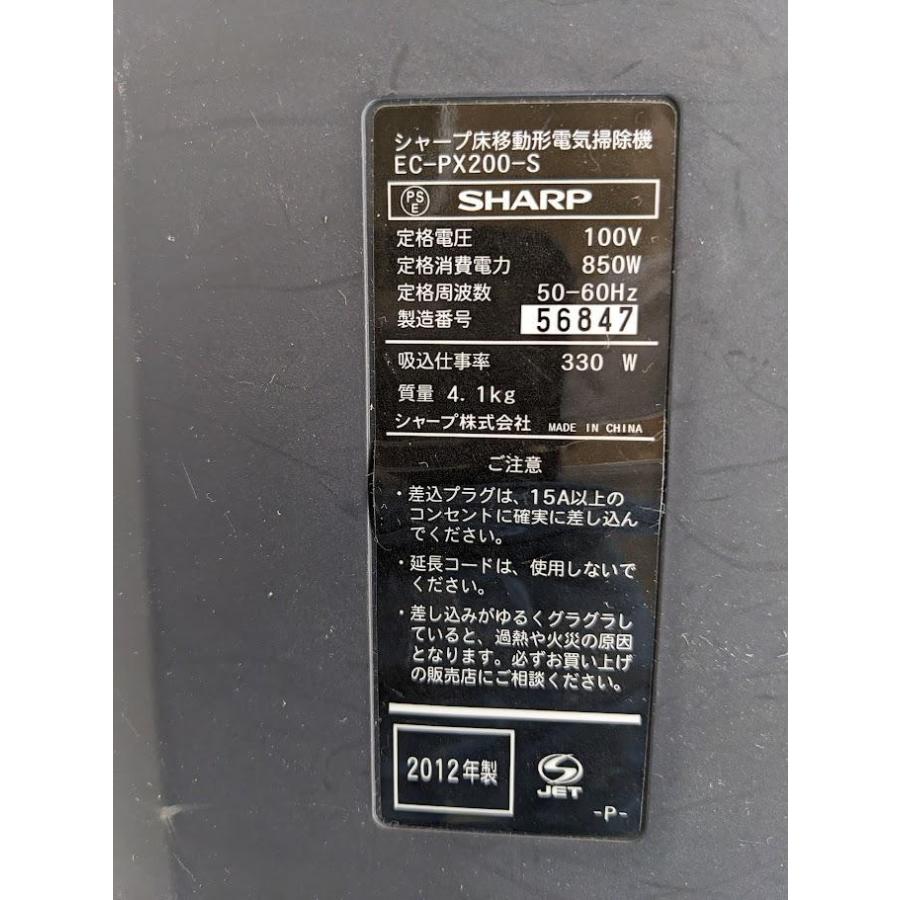 シャープ床移動形電気掃除機
EC-PX200-S
PS E SHARP
定格電圧 100V
定格消費電力 850W
定格周波数 50-60Hz
製造番号 56847
吸込仕事率 330 W
質量 4.1kg
シャープ株式会社 MADE IN CHINA
ご注意
・差込プラグは、15A以上の
コンセントに確実に差し込ん
でください。
・延長コードは、使用しないで
ください。
・差し込みがゆるくグラグラし
ていると、過熱や火災の原因
となります。必ずお買い上げ
の販売店にご相談ください。
2012年製 S JET
-P-